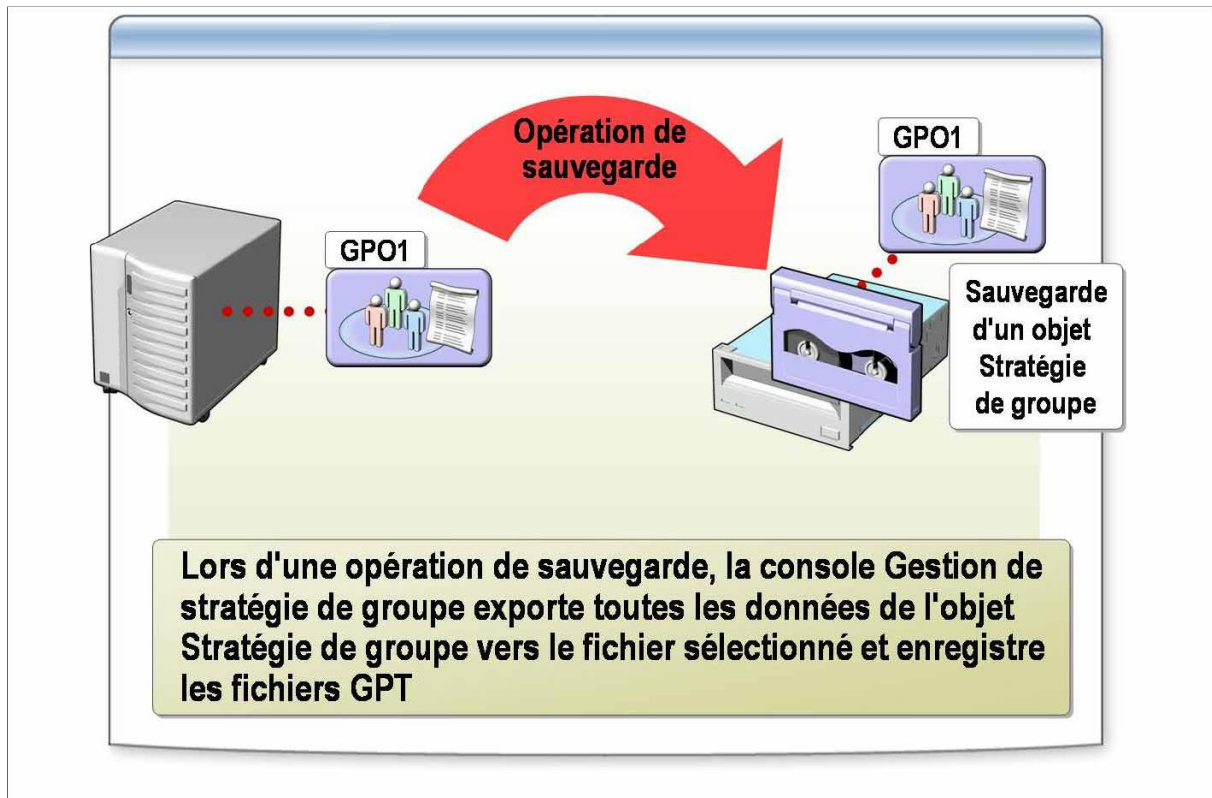 Opération de
sauvegarde
GPO1
GPO1
Sauvegarde
d'un objet
Stratégie
de groupe
Lors d'une opération de sauvegarde, la console Gestion de
stratégie de groupe exporte toutes les données de l'objet
Stratégie de groupe vers le fichier sélectionné et enregistre
les fichiers GPT